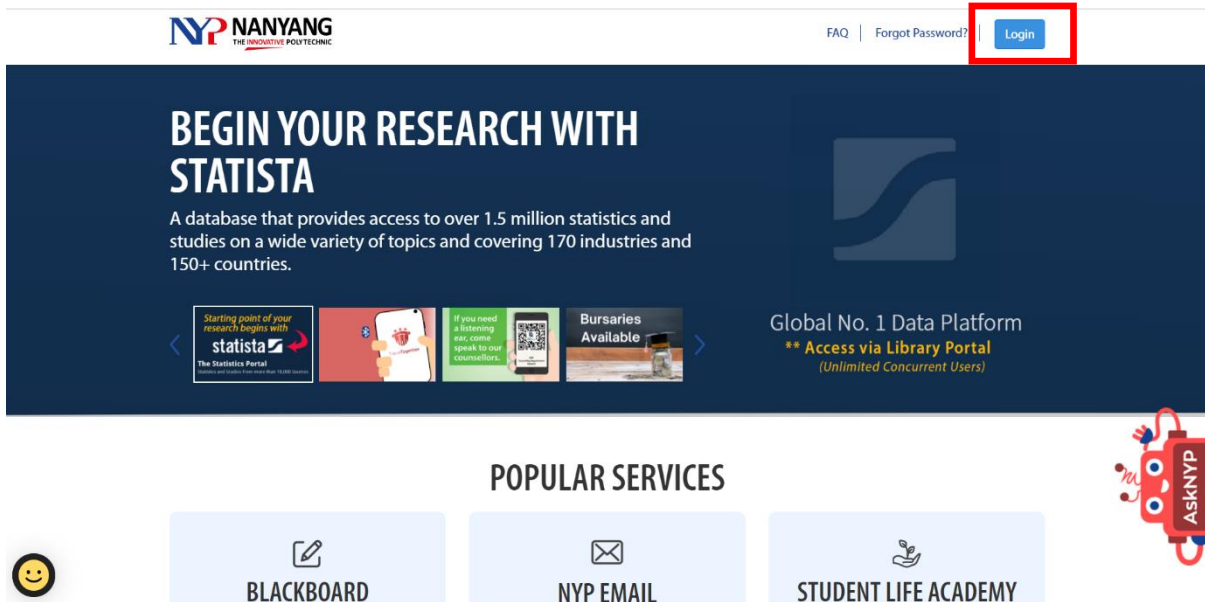 NYP NANYANG
THE INNOVATIVE POLYTECHNIC
FAQ | Forgot Password? | Login
BEGIN YOUR RESEARCH WITH
STATISTA
A database that provides access to over 1.5 million statistics and
studies on a wide variety of topics and covering 170 industries and
150+ countries.
Starting point of your
research begins with
statista
The Statistics Portal
If you need
a listening
ear, come
speak to our
counsellors.
Bursaries
Available
Global No. 1 Data Platform
** Access via Library Portal
(Unlimited Concurrent Users)
AskNYP
POPULAR SERVICES
BLACKBOARD
NYP EMAIL
STUDENT LIFE ACADEMY